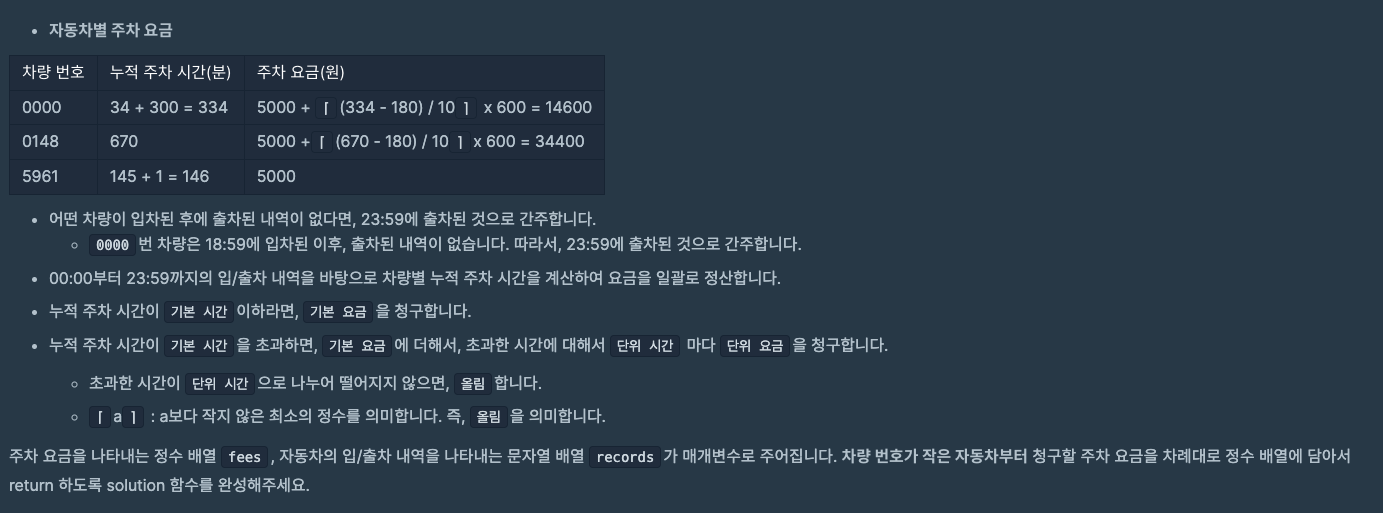 자동차별 주차 요금
차량 번호 누적 주차 시간(분) 주차 요금(원)
0000 34 + 300 = 334 5000 + ⌈ (334 - 180) / 10 ⌉ x 600 = 14600
0148 670 5000 + ⌈ (670 - 180) / 10 ⌉ x 600 = 34400
5961 145 + 1 = 146 5000
어떤 차량이 입차된 후에 출차된 내역이 없다면, 23:59에 출차된 것으로 간주합니다.
0000 번 차량은 18:59에 입차된 이후, 출차된 내역이 없습니다. 따라서, 23:59에 출차된 것으로 간주합니다.
00:00부터 23:59까지의 입/출차 내역을 바탕으로 차량별 누적 주차 시간을 계산하여 요금을 일괄로 정산합니다.
누적 주차 시간이 기본 시간 이하라면, 기본 요금 을 청구합니다.
누적 주차 시간이 기본 시간 을 초과하면, 기본 요금 에 더해서, 초과한 시간에 대해서 단위 시간 마다 단위 요금 을 청구합니다.
초과한 시간이 단위 시간 으로 나누어 떨어지지 않으면, 올림 합니다.
⌈ a ⌉ : a보다 작지 않은 최소의 정수를 의미합니다. 즉, 올림 을 의미합니다.
주차 요금을 나타내는 정수 배열 fees , 자동차의 입/출차 내역을 나타내는 문자열 배열 records 가 매개변수로 주어집니다. 차량 번호가 작은 자동차부터 청구할 주차 요금을 차례대로 정수 배열에 담아서
return 하도록 solution 함수를 완성해주세요.